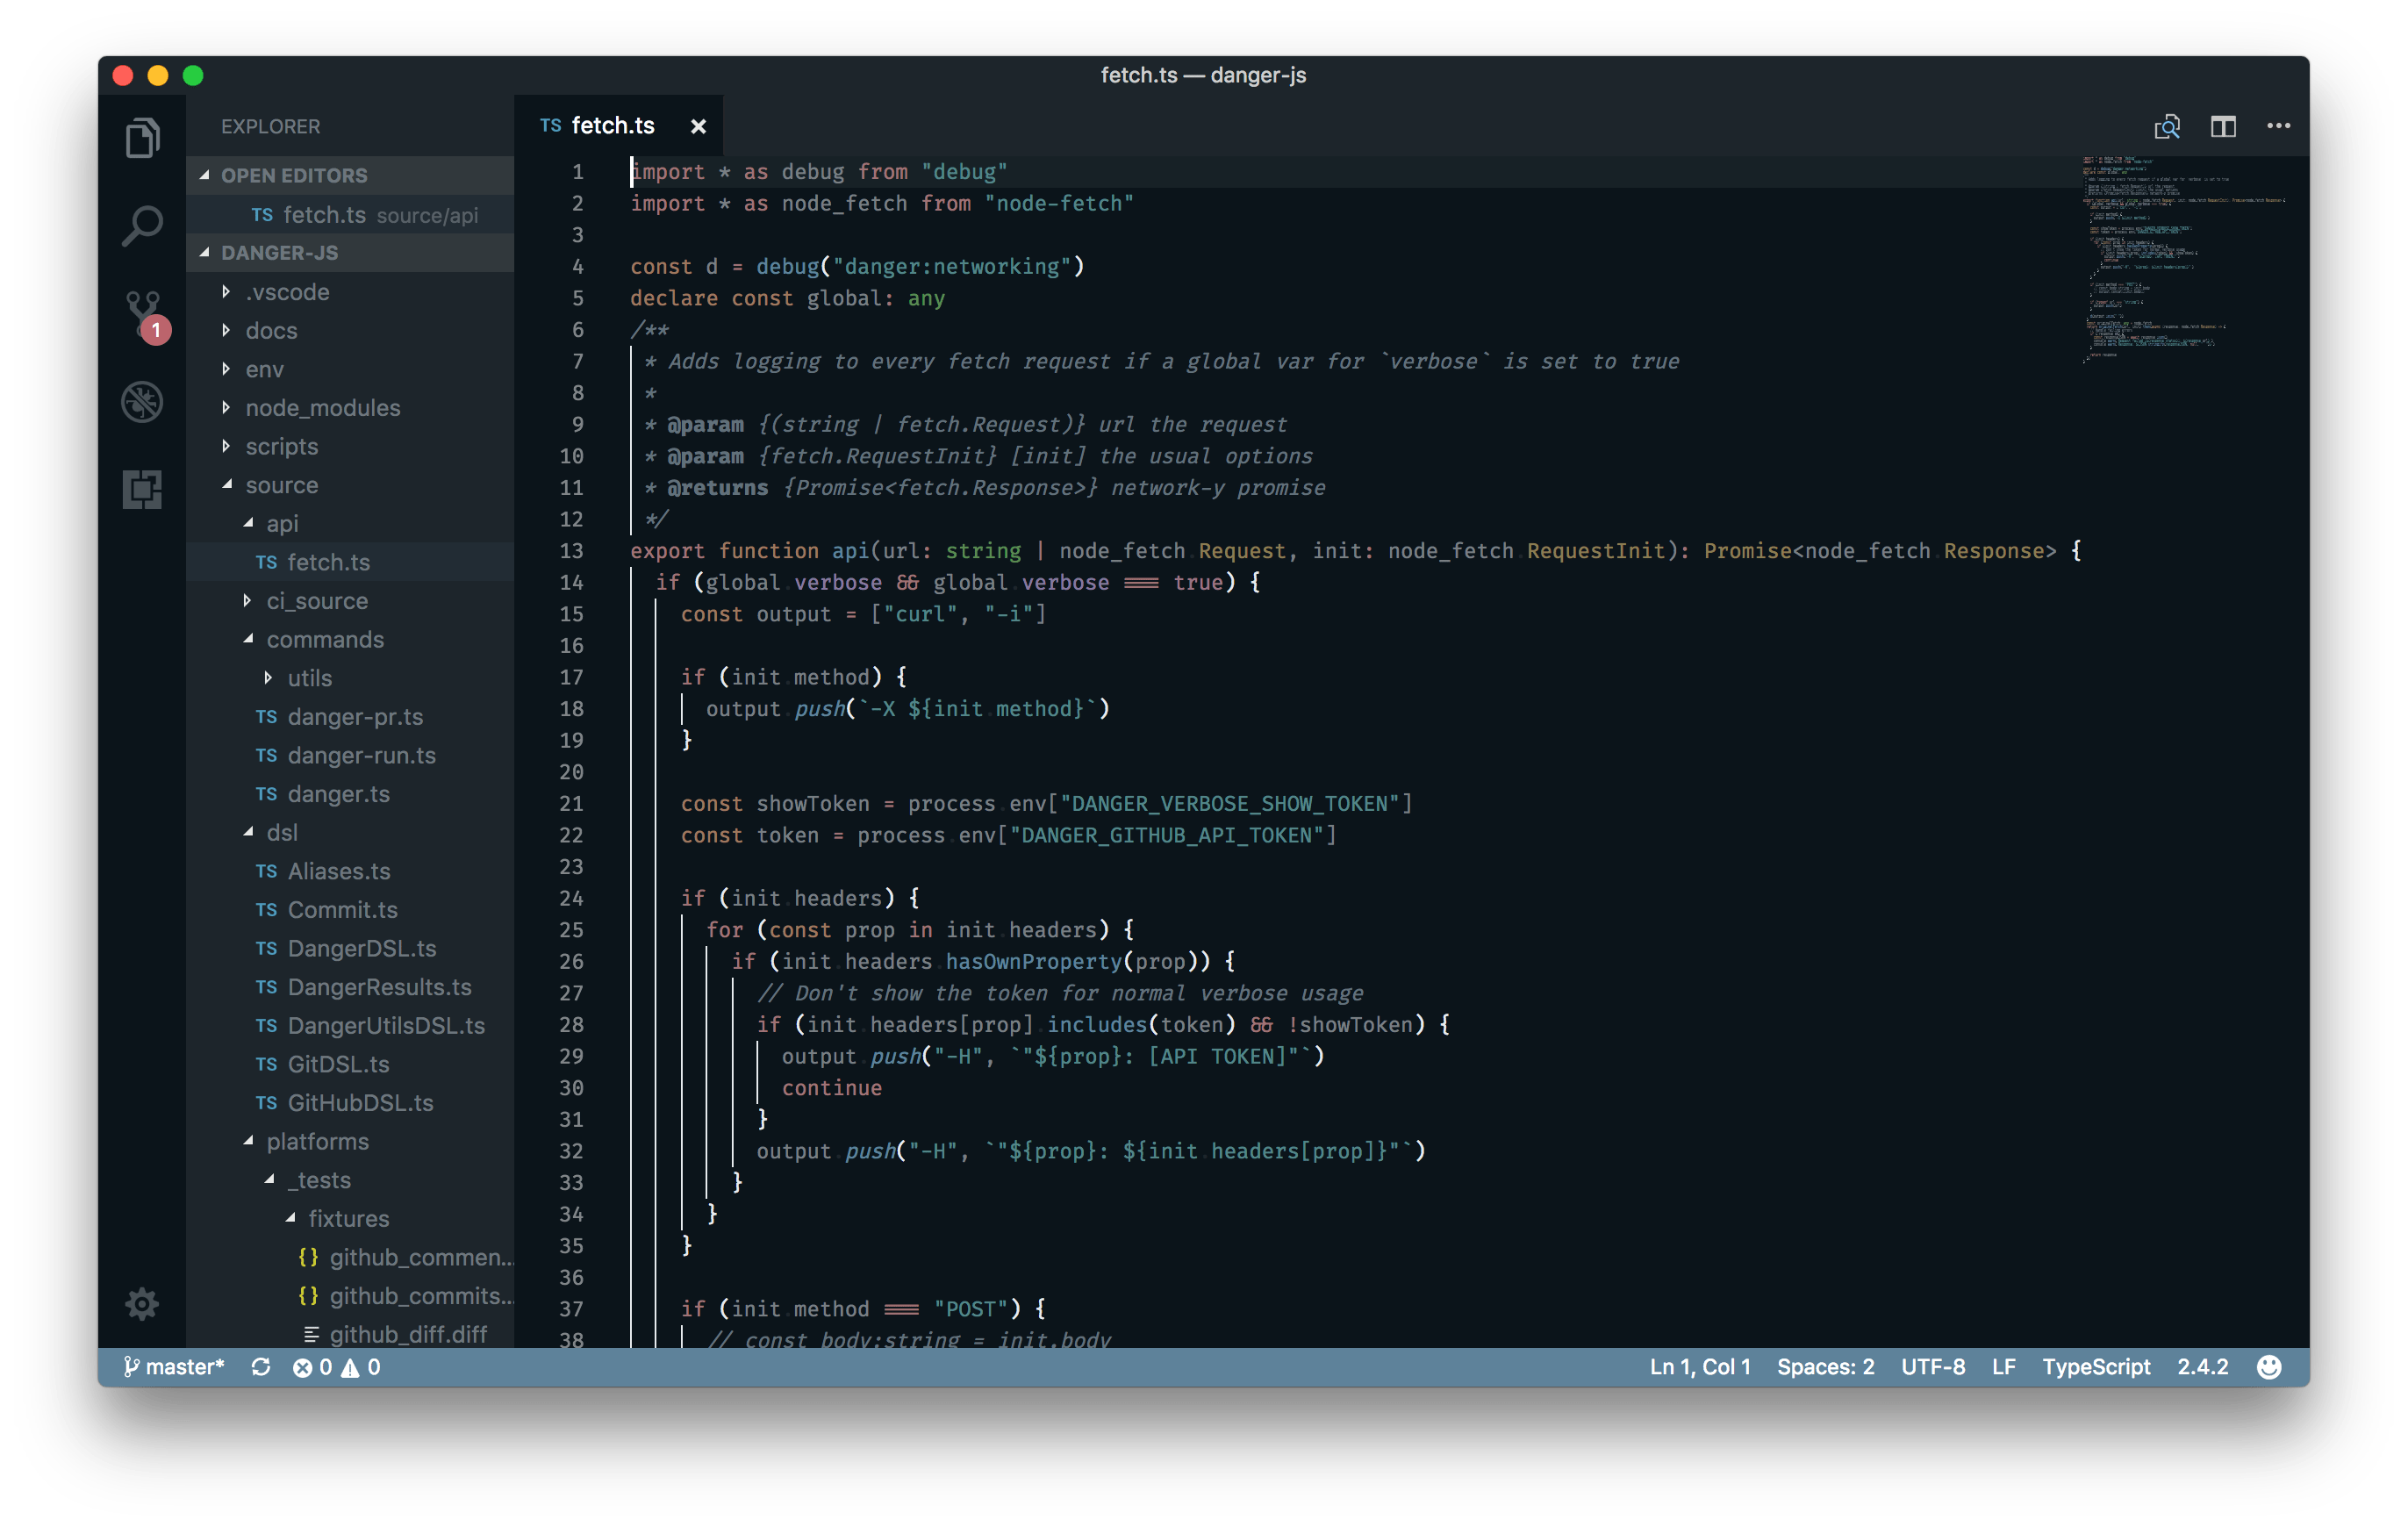 fetch.ts — danger-js
EXPLORER
OPEN EDITORS
TS fetch.ts source/api
DANGER-JS
.vscode
docs
env
node_modules
scripts
source
api
TS fetch.ts
ci_source
commands
utils
TS danger-pr.ts
TS danger-run.ts
TS danger.ts
dsl
TS Aliases.ts
TS Commit.ts
TS DangerDSL.ts
TS DangerResults.ts
TS DangerUtilsDSL.ts
TS GitDSL.ts
TS GitHubDSL.ts
platforms
_tests
fixtures
{} github_commen...
{} github_commits...
github_diff.diff
1
TS fetch.ts ×
1 import * as debug from "debug"
2 import * as node_fetch from "node-fetch"
3
4 const d = debug("danger:networking")
5 declare const global: any
6 /**
7 * Adds logging to every fetch request if a global var for `verbose` is set to true
8 *
9 * @param {(string | fetch.Request)} url the request
10 * @param {fetch.RequestInit} [init] the usual options
11 * @returns {Promise<fetch.Response>} network-y promise
12 */
13 export function api(url: string | node_fetch.Request, init: node_fetch.RequestInit): Promise<node_fetch.Response> {
14 if (global.verbose && global.verbose === true) {
15 const output = ["curl", "-i"]
16
17 if (init.method) {
18 output.push(`-X ${init.method}`)
19 }
20
21 const showToken = process.env["DANGER_VERBOSE_SHOW_TOKEN"]
22 const token = process.env["DANGER_GITHUB_API_TOKEN"]
23
24 if (init.headers) {
25 for (const prop in init.headers) {
26 if (init.headers.hasOwnProperty(prop)) {
27 // Don't show the token for normal verbose usage
28 if (init.headers[prop].includes(token) && !showToken) {
29 output.push("-H", `"${prop}: [API TOKEN]"`)
30 continue
31 }
32 output.push("-H", `"${prop}: ${init.headers[prop]}"`)
33 }
34 }
35 }
36
37 if (init.method === "POST") {
38 // const body:string = init.body
master* 0 0
Ln 1, Col 1 Spaces: 2 UTF-8 LF TypeScript 2.4.2